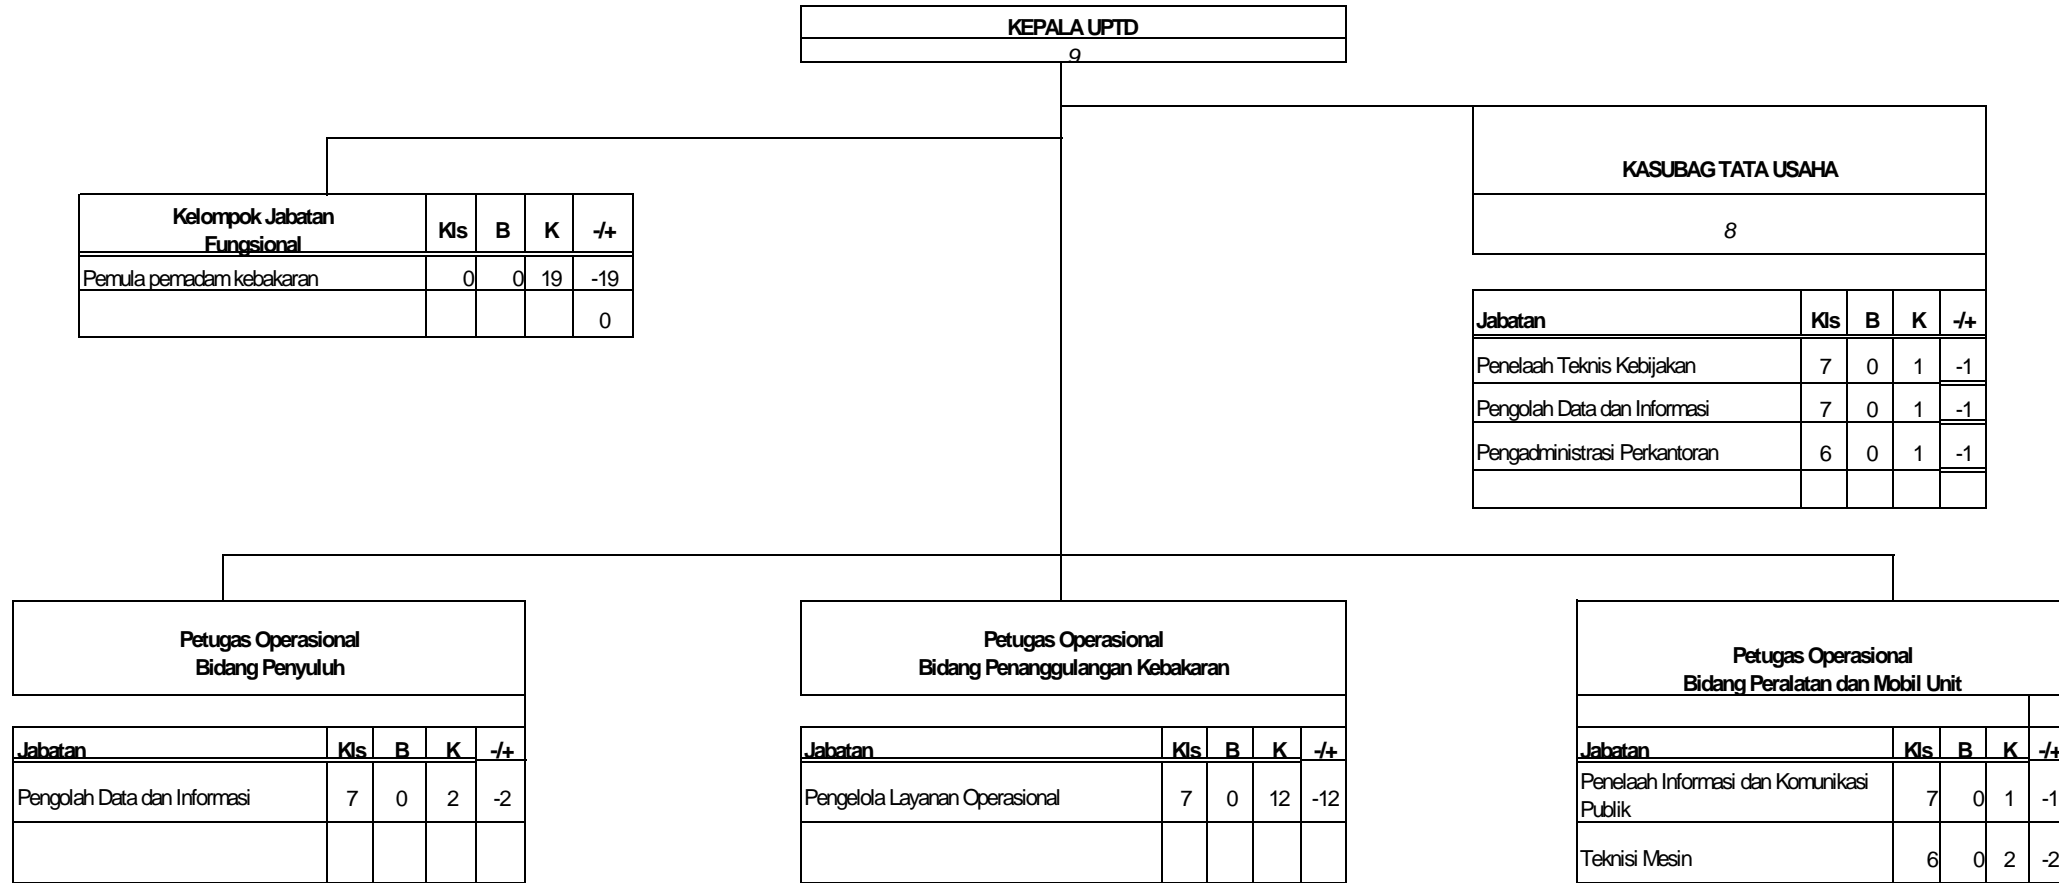 KEPALA UPTD
9
KASUBAG TATA USAHA
8
Kelompok Jabatan
Fungsional Kls B K -/+
Pemula pemadam kebakaran 0 0 19 -19
0
Jabatan Kls B K -/+
Penelaah Teknis Kebijakan 7 0 1 -1
Pengolah Data dan Informasi 7 0 1 -1
Pengadministrasi Perkantoran 6 0 1 -1
Petugas Operasional
Bidang Penyuluh
Jabatan Kls B K -/+
Pengolah Data dan Informasi 7 0 2 -2
Petugas Operasional
Bidang Penanggulangan Kebakaran
Jabatan Kls B K -/+
Pengelola Layanan Operasional 7 0 12 -12
Petugas Operasional
Bidang Peralatan dan Mobil Unit
Jabatan Kls B K -/+
Penelaah Informasi dan Komunikasi
Publik 7 0 1 -1
Teknisi Mesin 6 0 2 -2